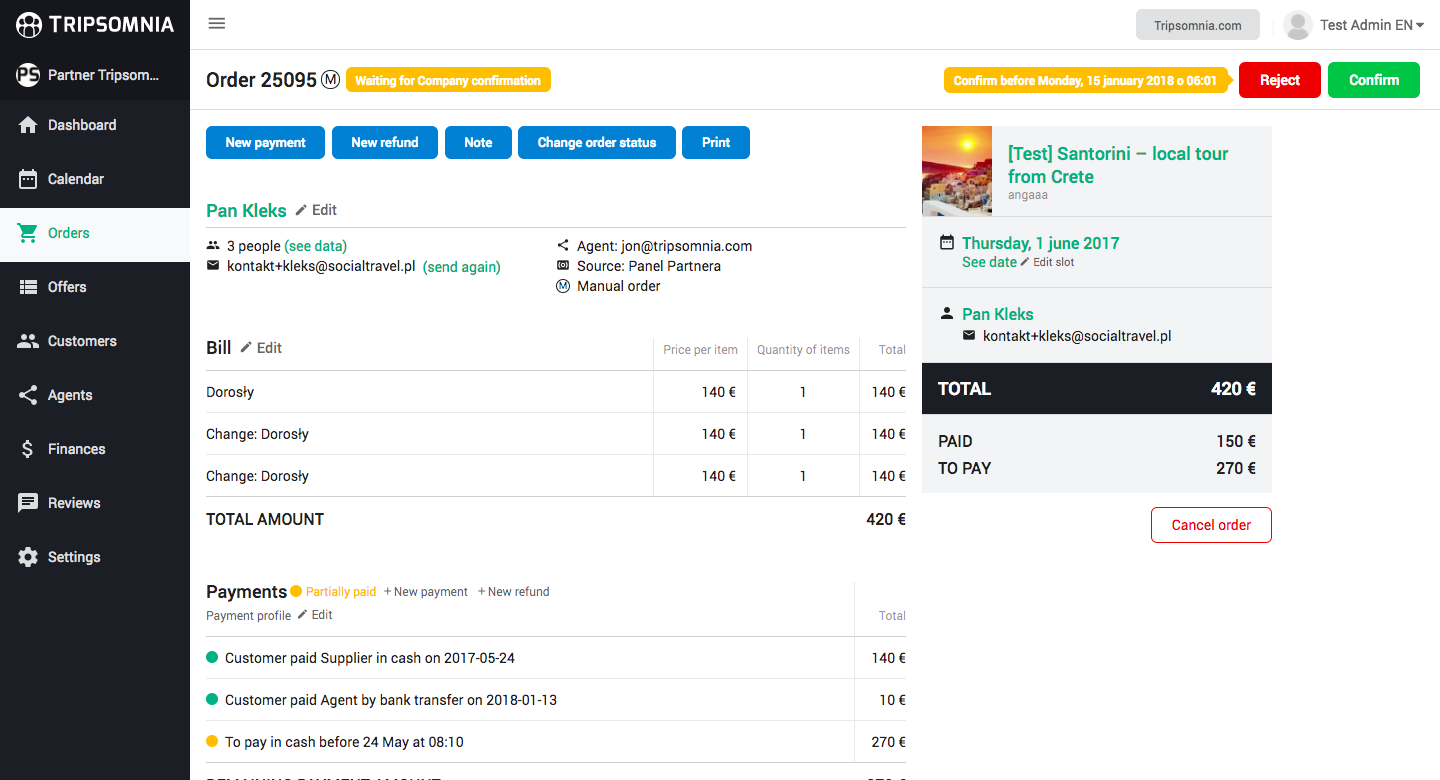 TRIPSOMNIA
Tripsomnia.com
Test Admin EN
PS Partner Tripsom...
Dashboard
Calendar
Orders
Offers
Customers
Agents
Finances
Reviews
Settings
Order 25095 M Waiting for Company confirmation
Confirm before Monday, 15 january 2018 o 06:01
Reject
Confirm
New payment
New refund
Note
Change order status
Print
Pan Kleks Edit
3 people (see data)
kontakt+kleks@socialtravel.pl (send again)
Agent: jon@tripsomnia.com
Source: Panel Partnera
M Manual order
Bill Edit Price per item Quantity of items Total
Dorosły 140 € 1 140 €
Change: Dorosły 140 € 1 140 €
Change: Dorosły 140 € 1 140 €
TOTAL AMOUNT 420 €
Payments Partially paid + New payment + New refund
Payment profile Edit Total
Customer paid Supplier in cash on 2017-05-24 140 €
Customer paid Agent by bank transfer on 2018-01-13 10 €
To pay in cash before 24 May at 08:10 270 €
[Test] Santorini – local tour
from Crete
angaaa
Thursday, 1 june 2017
See date Edit slot
Pan Kleks
kontakt+kleks@socialtravel.pl
TOTAL 420 €
PAID 150 €
TO PAY 270 €
Cancel order